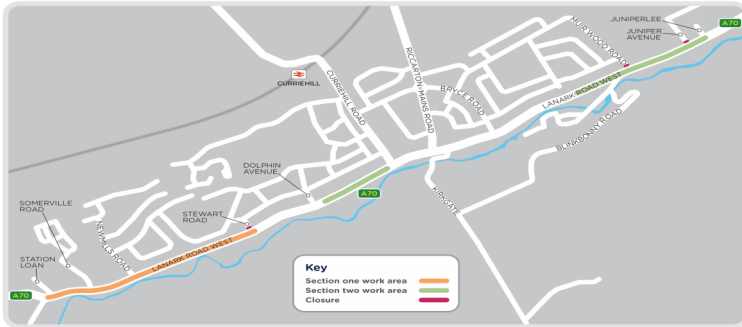 JUNIPERLEE
A70
JUNIPER
AVENUE
MUIR WOOD ROAD
CURRIEHILL
CURRIEHILL ROAD
RICCARTON-MAINS ROAD
BRYCE ROAD
LANARK ROAD WEST
BLINKBONNY ROAD
DOLPHIN
AVENUE
A70
KIRKGATE
SOMERVILLE
ROAD
STEWART
ROAD
NEWMILLS ROAD
LANARK ROAD WEST
STATION
LOAN
A70
Key
Section one work area
Section two work area
Closure